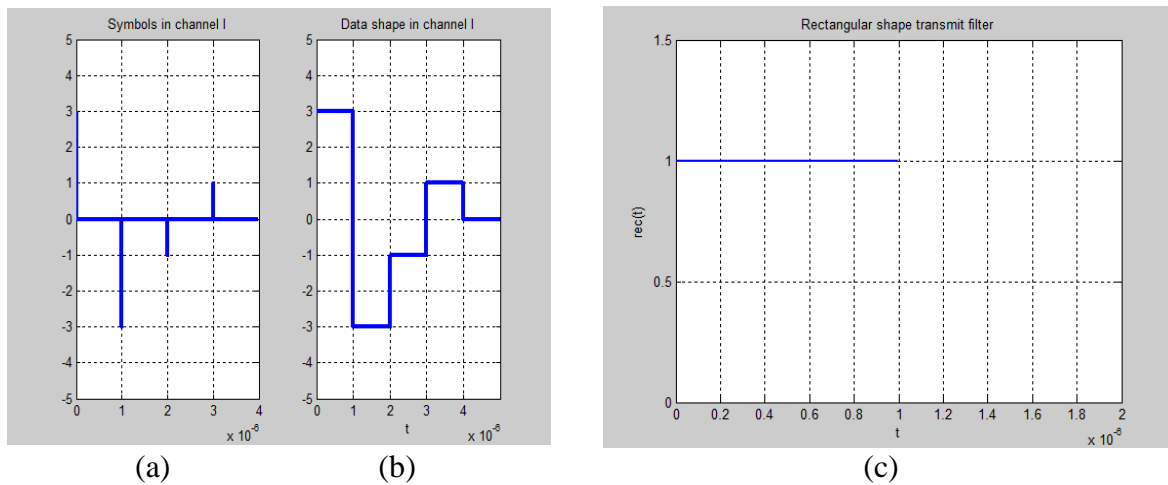 Symbols in channel I
5
4
3
2
1
0
-1
-2
-3
-4
-5
0 1 2 3 4
x 10-6
(a)
Data shape in channel I
5
4
3
2
1
0
-1
-2
-3
-4
-5
0 1 2 3 4
t
x 10-6
(b)
Rectangular shape transmit filter
rec(t)
1.5
1
0.5
0
0 0.2 0.4 0.6 0.8 1 1.2 1.4 1.6 1.8 2
t
x 10-6
(c)